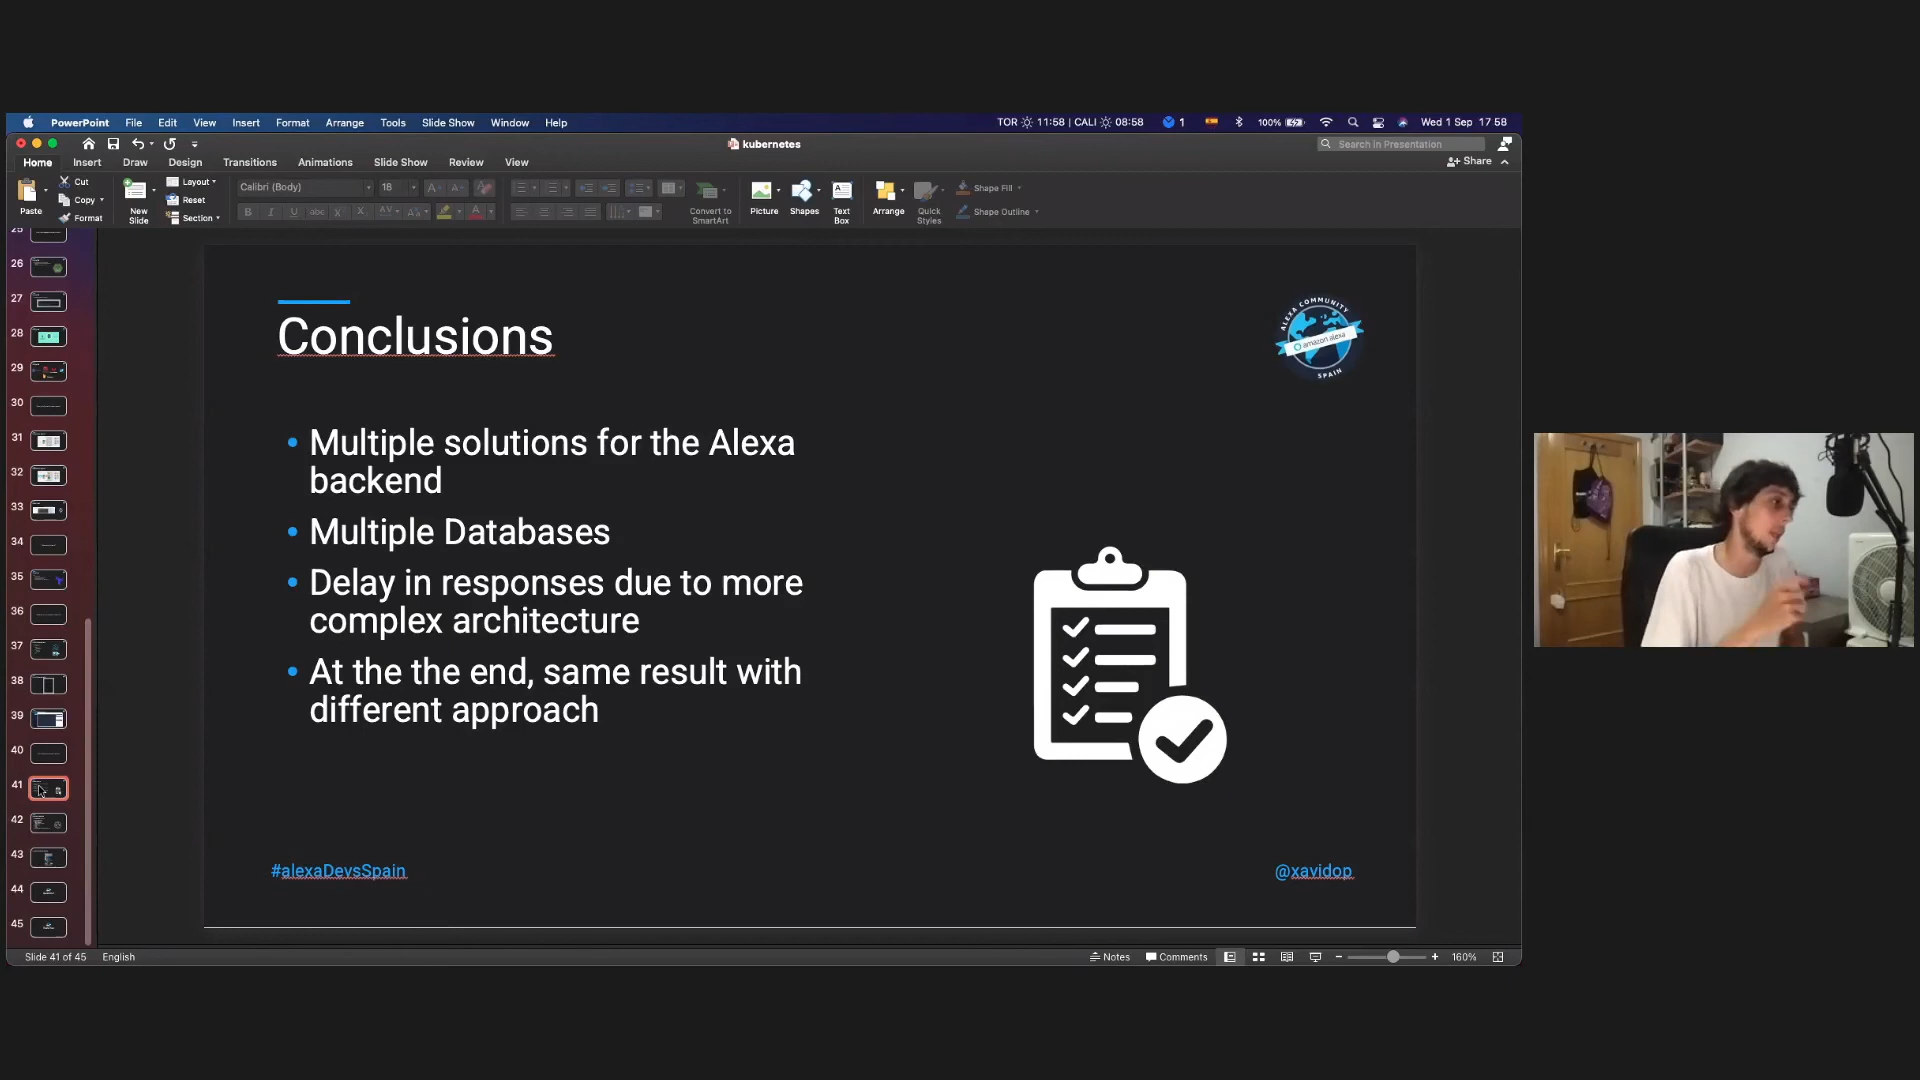 PowerPoint File Edit View Insert Format Arrange Tools Slide Show Window Help
TOR 11:58 | CALI 08:58 1 100% Wed 1 Sep 17 58
kubernetes
Search in Presentation
Home Insert Draw Design Transitions Animations Slide Show Review View
Share
Paste
Cut
Copy
Format
New Slide
Layout
Reset
Section
Calibri (Body) 18
Convert to SmartArt
Picture
Shapes
Text Box
Arrange
Quick Styles
Shape Fill
Shape Outline
25
26
27
28
29
30
31
32
33
34
35
36
37
38
39
40
41
42
43
44
45
Conclusions
ALEXA COMMUNITY
amazon alexa
SPAIN
• Multiple solutions for the Alexa
backend
• Multiple Databases
• Delay in responses due to more
complex architecture
• At the the end, same result with
different approach
#alexaDevsSpain
@xavidop
Slide 41 of 45 English
Notes Comments 160%